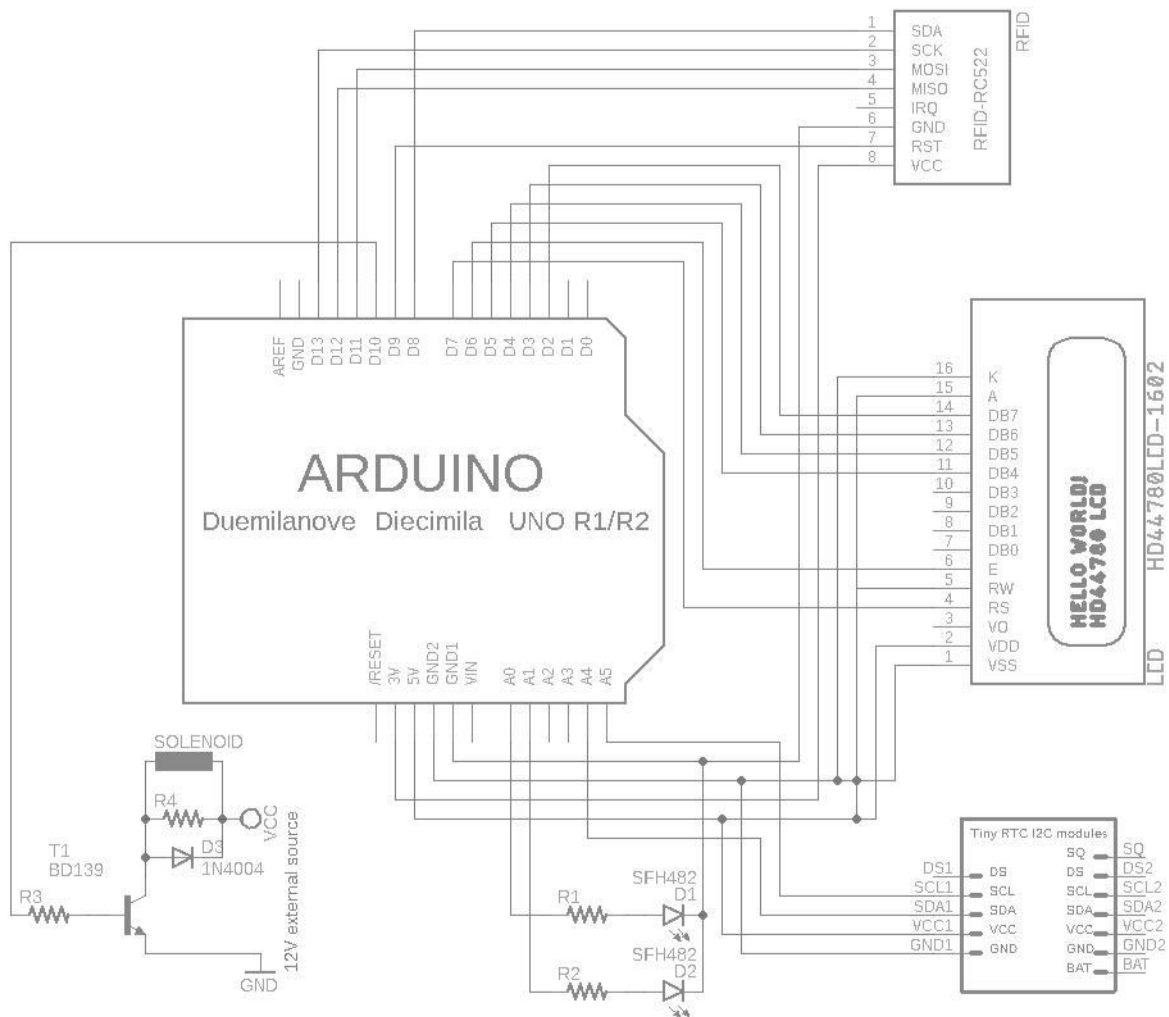 1 SDA
2 SCK
3 MOSI
4 MISO
5 IRQ
6 GND
7 RST
8 VCC
RFID-RC522
RFID
AREF
GND
D13
D12
D11
D10
D9
D8
D7
D6
D5
D4
D3
D2
D1
D0
ARDUINO
Duemilanove Diecimila UNO R1/R2
/RESET
3V
5V
GND2
GND1
VIN
A0
A1
A2
A3
A4
A5
16 K
15 A
14 DB7
13 DB6
12 DB5
11 DB4
10 DB3
9 DB2
8 DB1
7 DB0
6 E
5 RW
4 RS
3 VO
2 VDD
1 VSS
HELLO WORLD!
HD44780 LCD
HD44780LED-1602
LCD
SOLENOID
R4
VCC
D3
1N4004
T1
BD139
R3
GND
12V external source
SFH482
R1 D1
SFH482
R2 D2
Tiny RTC I2C modules
SQ SQ
DS1 DS DS DS2
SCL1 SCL SCL SCL2
SDA1 SDA SDA SDA2
VCC1 VCC VCC VCC2
GND1 GND GND GND2
BAT BAT